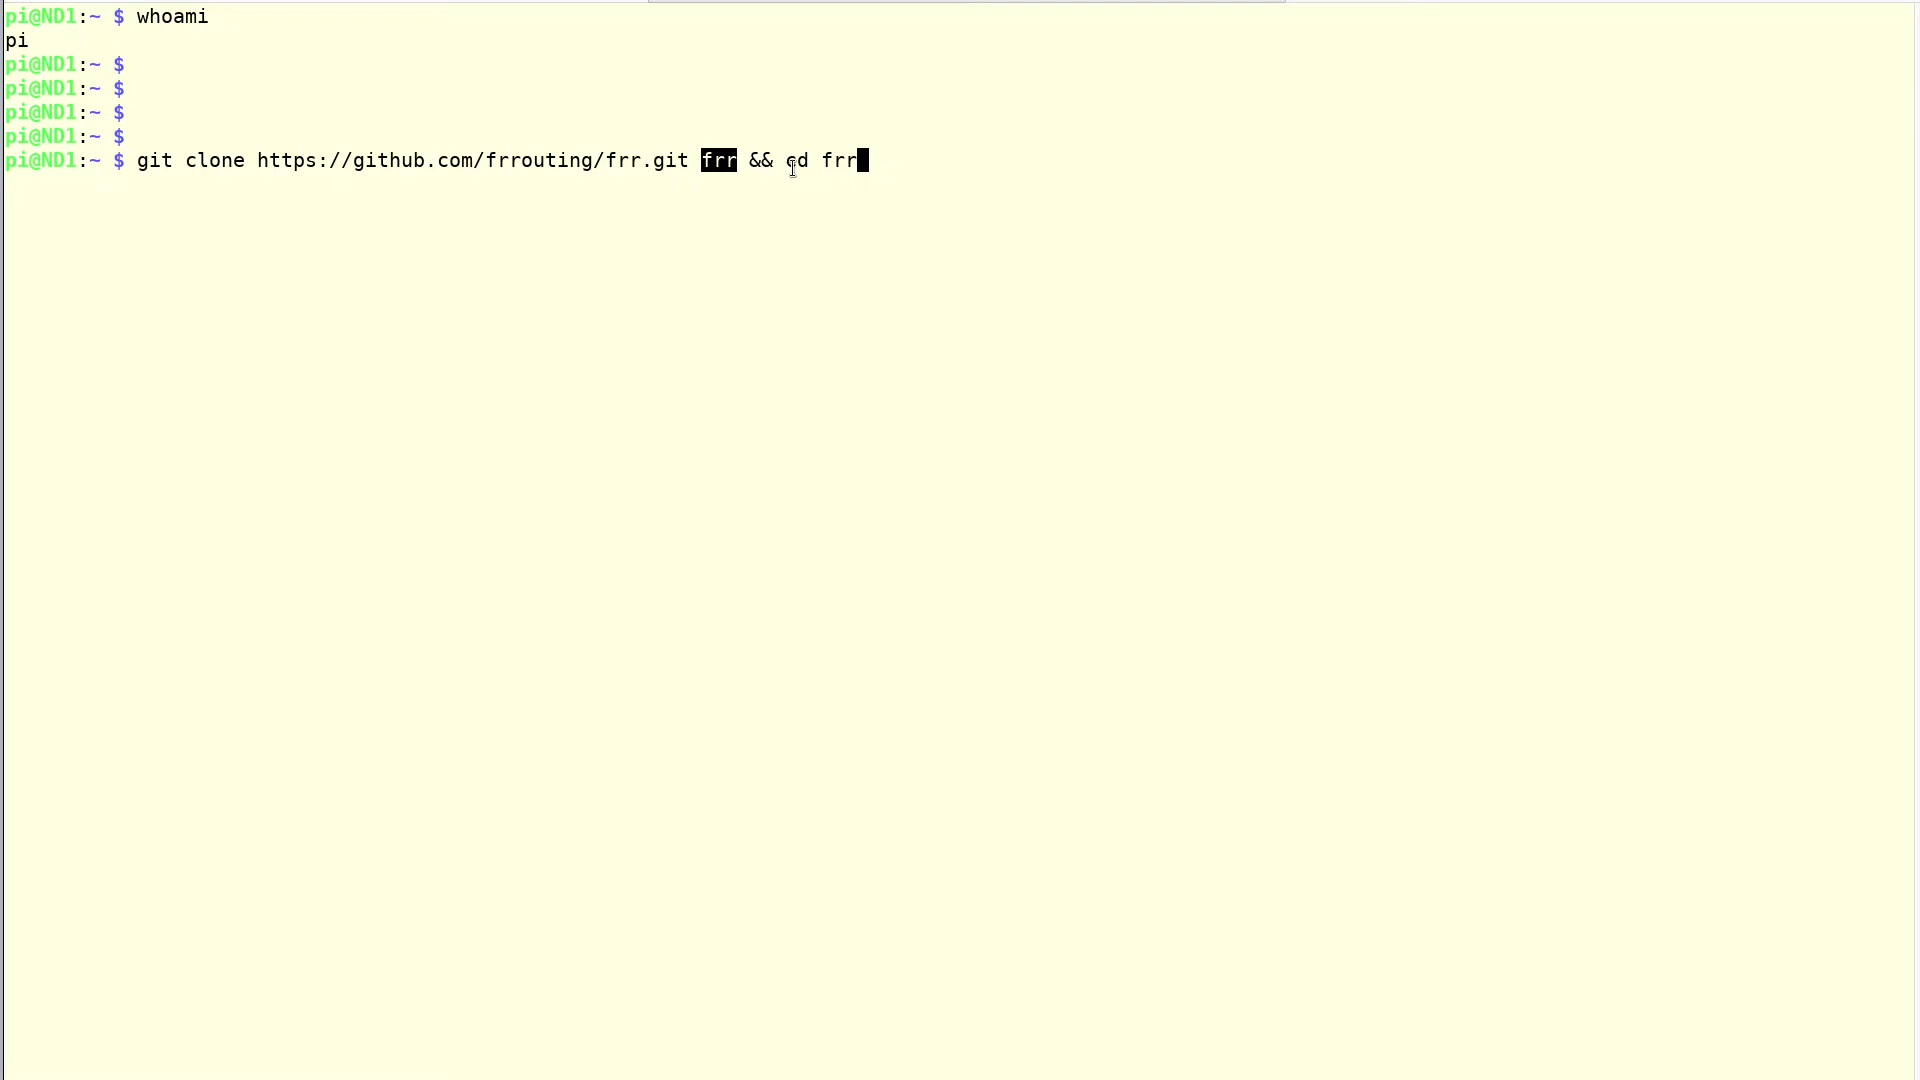 pi@ND1:~ $ whoami
pi
pi@ND1:~ $
pi@ND1:~ $
pi@ND1:~ $
pi@ND1:~ $
pi@ND1:~ $ git clone https://github.com/frrouting/frr.git frr && cd frr